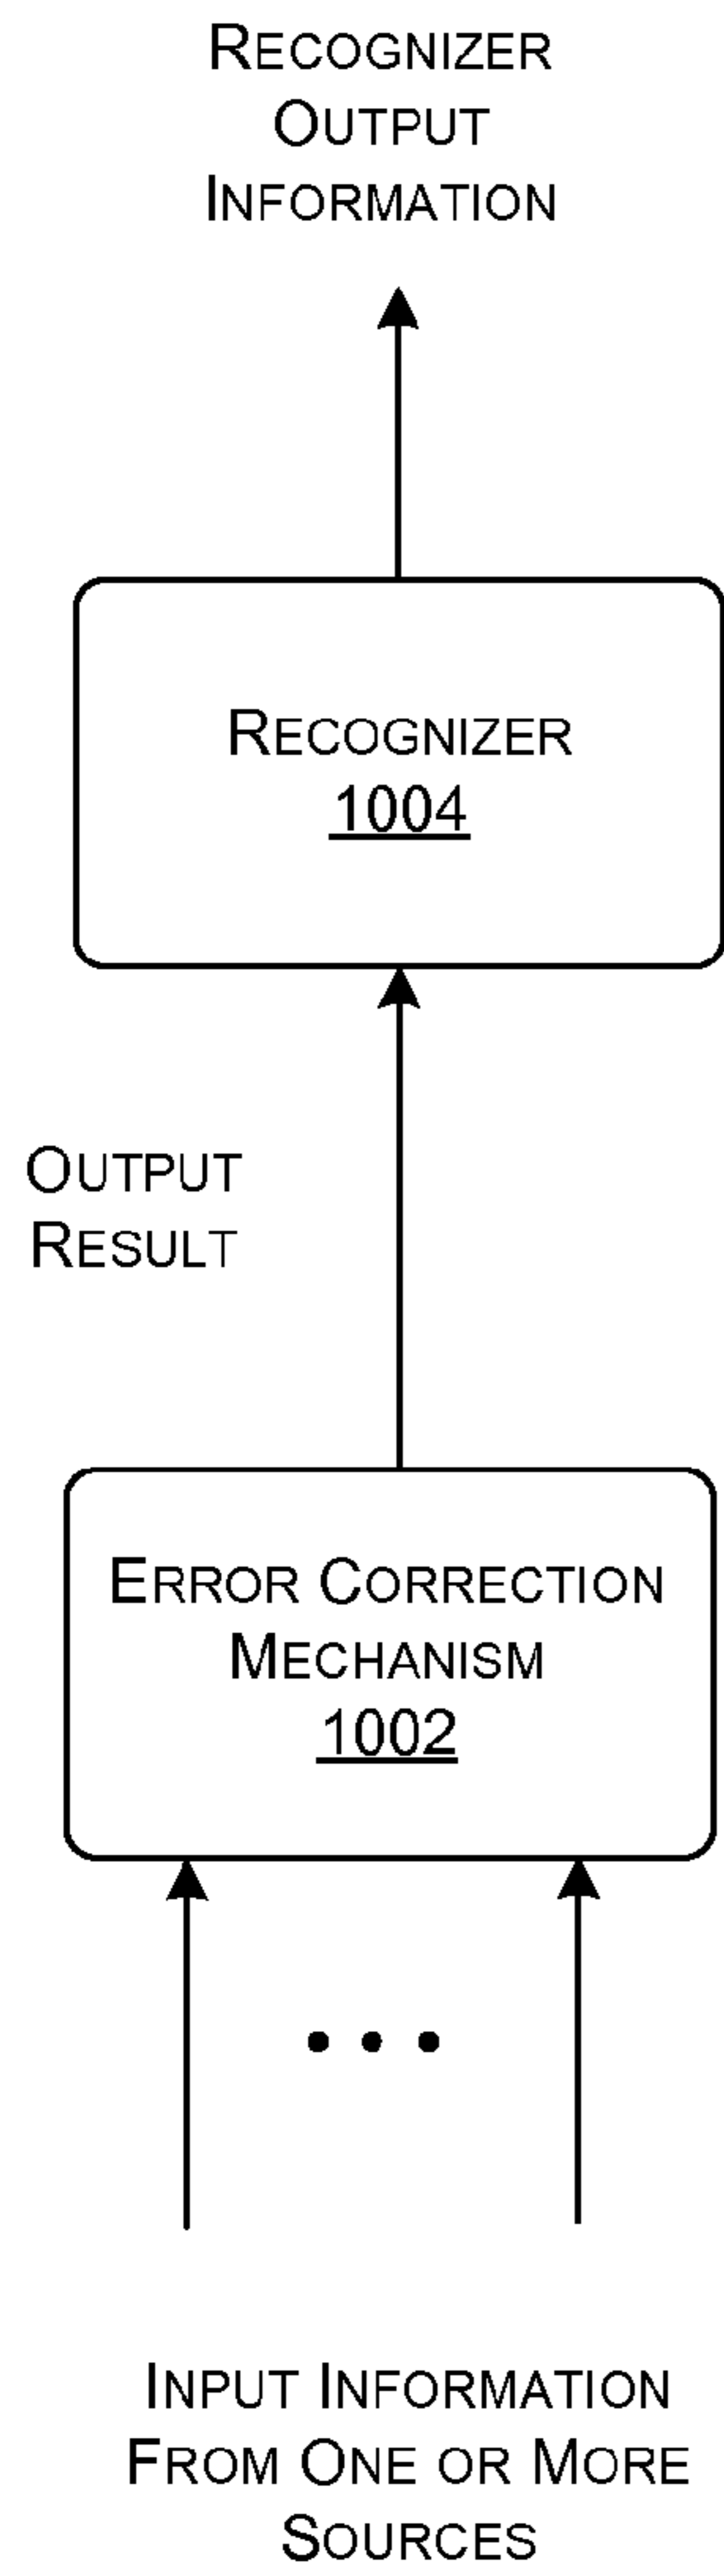 RECOGNIZER
OUTPUT
INFORMATION
RECOGNIZER
1004
OUTPUT
RESULT
ERROR CORRECTION
MECHANISM
1002
INPUT INFORMATION
FROM ONE OR MORE
SOURCES